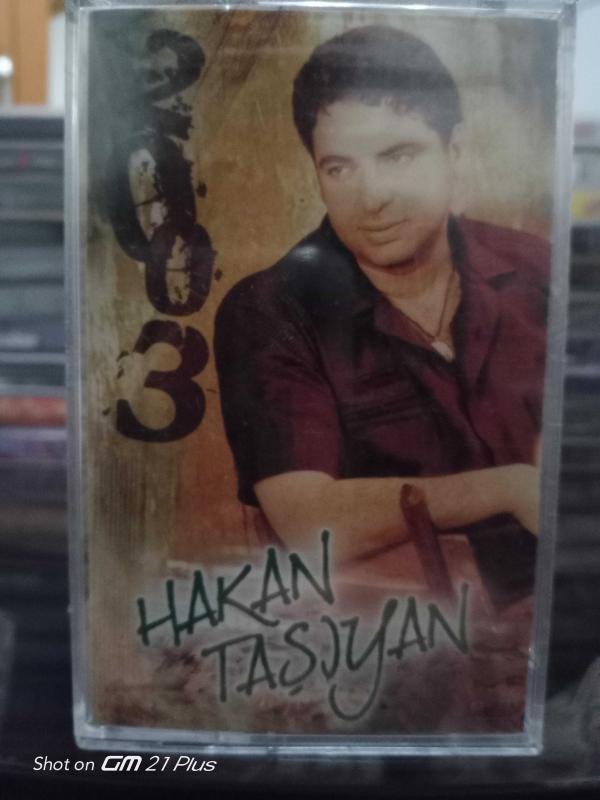 2003
HAKAN
TAŞIYAN
Shot on GM 21 Plus